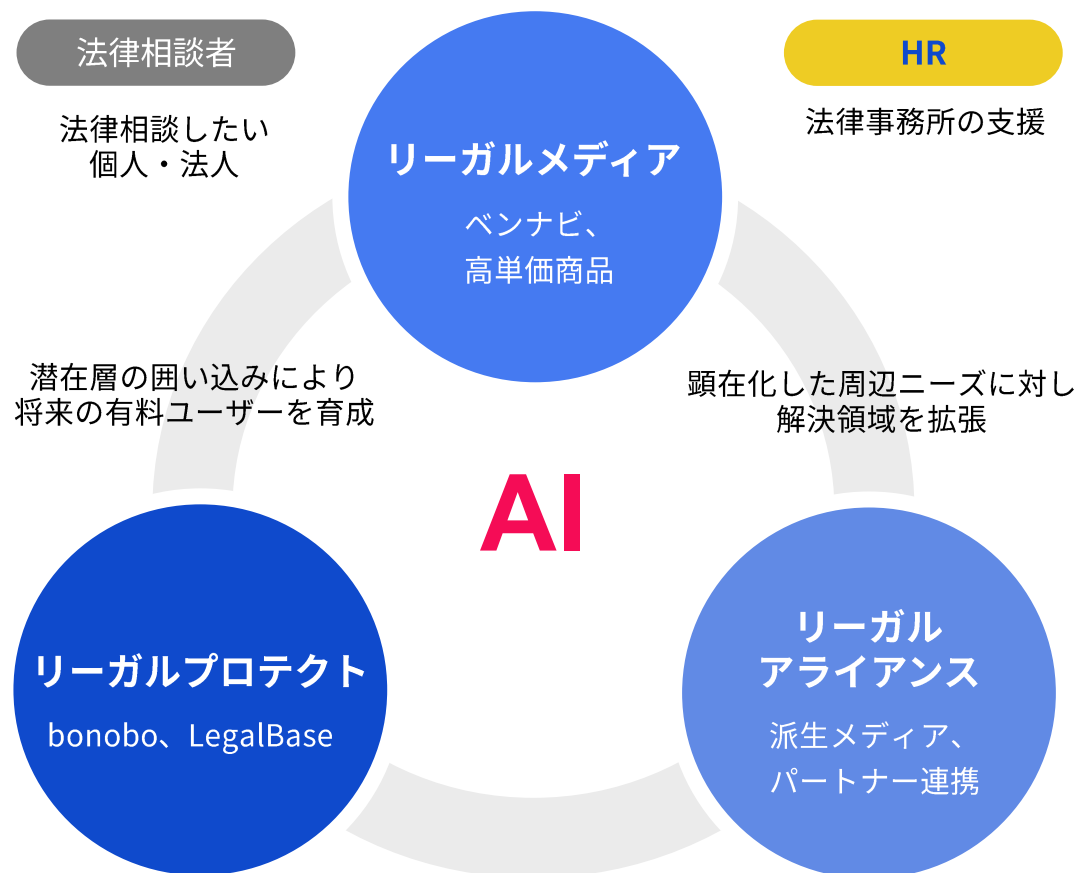 法律相談者
HR
法律相談したい
個人・法人
法律事務所の支援
リーガルメディア
ベンナビ、
高単価商品
潜在層の囲い込みにより
将来の有料ユーザーを育成
顕在化した周辺ニーズに対し
解決領域を拡張
AI
リーガルプロテクト
bonobo、LegalBase
リーガル
アライアンス
派生メディア、
パートナー連携